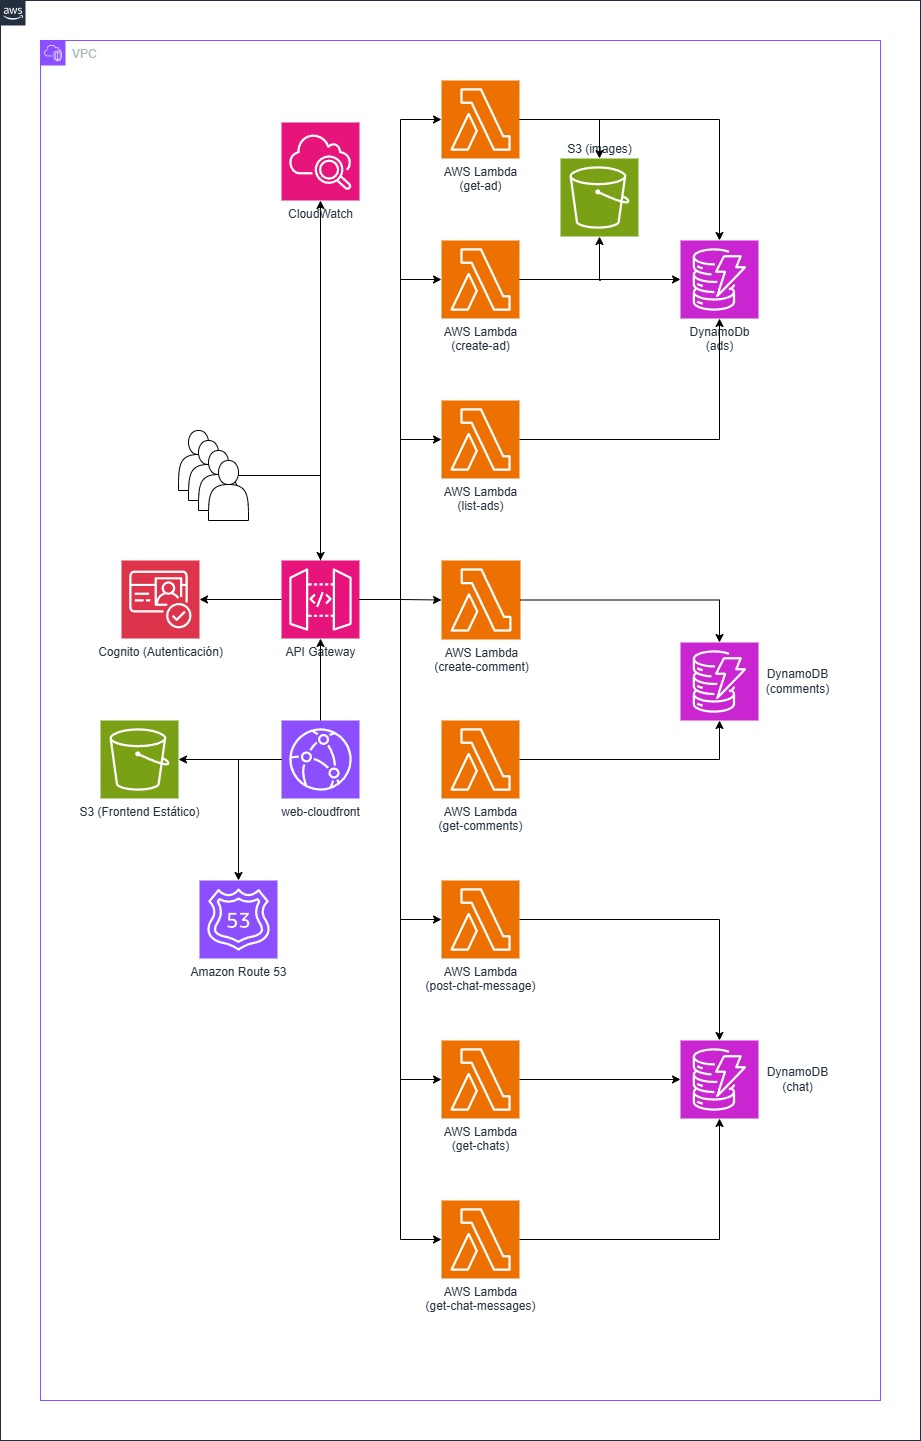 aws
VPC
CloudWatch
AWS Lambda
(get-ad)
S3 (images)
AWS Lambda
(create-ad)
DynamoDb
(ads)
AWS Lambda
(list-ads)
Cognito (Autenticación)
</>
API Gateway
AWS Lambda
(create-comment)
DynamoDB
(comments)
S3 (Frontend Estático)
web-cloudfront
AWS Lambda
(get-comments)
53
Amazon Route 53
AWS Lambda
(post-chat-message)
DynamoDB
(chat)
AWS Lambda
(get-chats)
AWS Lambda
(get-chat-messages)